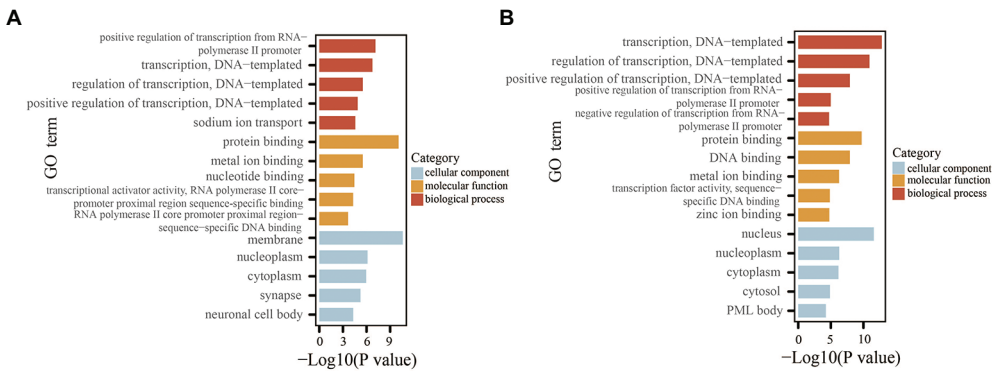 A
positive regulation of transcription from RNA−
polymerase II promoter
transcription, DNA−templated
regulation of transcription, DNA−templated
positive regulation of transcription, DNA−templated
sodium ion transport
protein binding
metal ion binding
nucleotide binding
transcriptional activator activity, RNA polymerase II core−
promoter proximal region sequence-specific binding
RNA polymerase II core promoter proximal region−
sequence−specific DNA binding
membrane
nucleoplasm
cytoplasm
synapse
neuronal cell body
GO term
0 3 6 9
−Log10(P value)
Category
cellular component
molecular function
biological process
B
transcription, DNA−templated
regulation of transcription, DNA−templated
positive regulation of transcription, DNA−templated
positive regulation of transcription from RNA−
polymerase II promoter
negative regulation of transcription from RNA−
polymerase II promoter
protein binding
DNA binding
metal ion binding
transcription factor activity, sequence−
specific DNA binding
zinc ion binding
nucleus
nucleoplasm
cytoplasm
cytosol
PML body
GO term
0 5 10
−Log10(P value)
Category
cellular component
molecular function
biological process